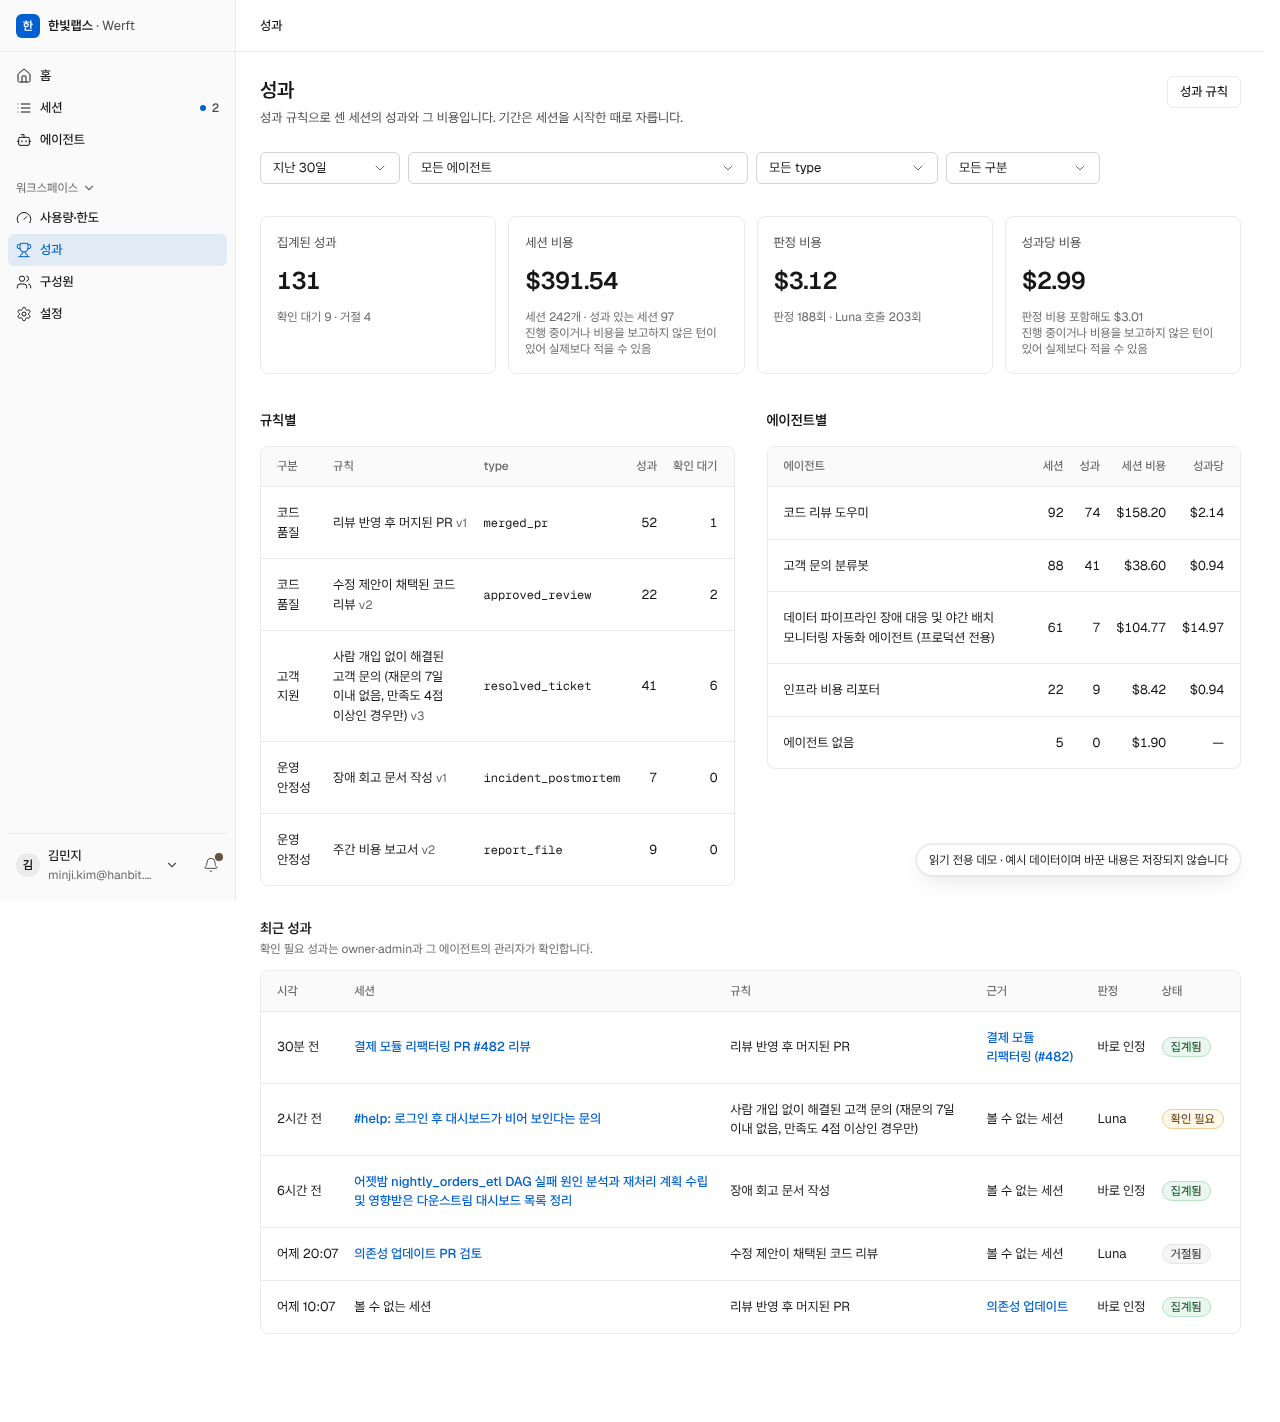 한 한빛랩스 · Werft
홈
세션 2
에이전트
워크스페이스
사용량·한도
성과
구성원
설정
김 김민지
minji.kim@hanbit....
성과
성과
성과 규칙으로 센 세션의 성과와 그 비용입니다. 기간은 세션을 시작한 때로 자릅니다.
성과 규칙
지난 30일 모든 에이전트 모든 type 모든 구분
집계된 성과
131
확인 대기 9 · 거절 4
세션 비용
$391.54
세션 242개 · 성과 있는 세션 97
진행 중이거나 비용을 보고하지 않은 턴이
있어 실제보다 적을 수 있음
판정 비용
$3.12
판정 188회 · Luna 호출 203회
성과당 비용
$2.99
판정 비용 포함해도 $3.01
진행 중이거나 비용을 보고하지 않은 턴이
있어 실제보다 적을 수 있음
규칙별
구분 규칙 type 성과 확인 대기
코드
품질
리뷰 반영 후 머지된 PR v1 merged_pr 52 1
코드
품질
수정 제안이 채택된 코드
리뷰 v2
approved_review 22 2
고객
지원
사람 개입 없이 해결된
고객 문의 (재문의 7일
이내 없음, 만족도 4점
이상인 경우만) v3
resolved_ticket 41 6
운영
안정성
장애 회고 문서 작성 v1 incident_postmortem 7 0
운영
안정성
주간 비용 보고서 v2 report_file 9 0
에이전트별
에이전트 세션 성과 세션 비용 성과당
코드 리뷰 도우미 92 74 $158.20 $2.14
고객 문의 분류봇 88 41 $38.60 $0.94
데이터 파이프라인 장애 대응 및 야간 배치
모니터링 자동화 에이전트 (프로덕션 전용)
61 7 $104.77 $14.97
인프라 비용 리포터 22 9 $8.42 $0.94
에이전트 없음 5 0 $1.90 —
읽기 전용 데모 · 예시 데이터이며 바꾼 내용은 저장되지 않습니다
최근 성과
확인 필요 성과는 owner·admin과 그 에이전트의 관리자가 확인합니다.
시각 세션 규칙 근거 판정 상태
30분 전 결제 모듈 리팩터링 PR #482 리뷰 리뷰 반영 후 머지된 PR
결제 모듈
리팩터링 (#482)
바로 인정 집계됨
2시간 전 #help: 로그인 후 대시보드가 비어 보인다는 문의
사람 개입 없이 해결된 고객 문의 (재문의 7일
이내 없음, 만족도 4점 이상인 경우만)
볼 수 없는 세션 Luna 확인 필요
6시간 전
어젯밤 nightly_orders_etl DAG 실패 원인 분석과 재처리 계획 수립
및 영향받은 다운스트림 대시보드 목록 정리
장애 회고 문서 작성 볼 수 없는 세션 바로 인정 집계됨
어제 20:07 의존성 업데이트 PR 검토 수정 제안이 채택된 코드 리뷰 볼 수 없는 세션 Luna 거절됨
어제 10:07 볼 수 없는 세션 리뷰 반영 후 머지된 PR 의존성 업데이트 바로 인정 집계됨